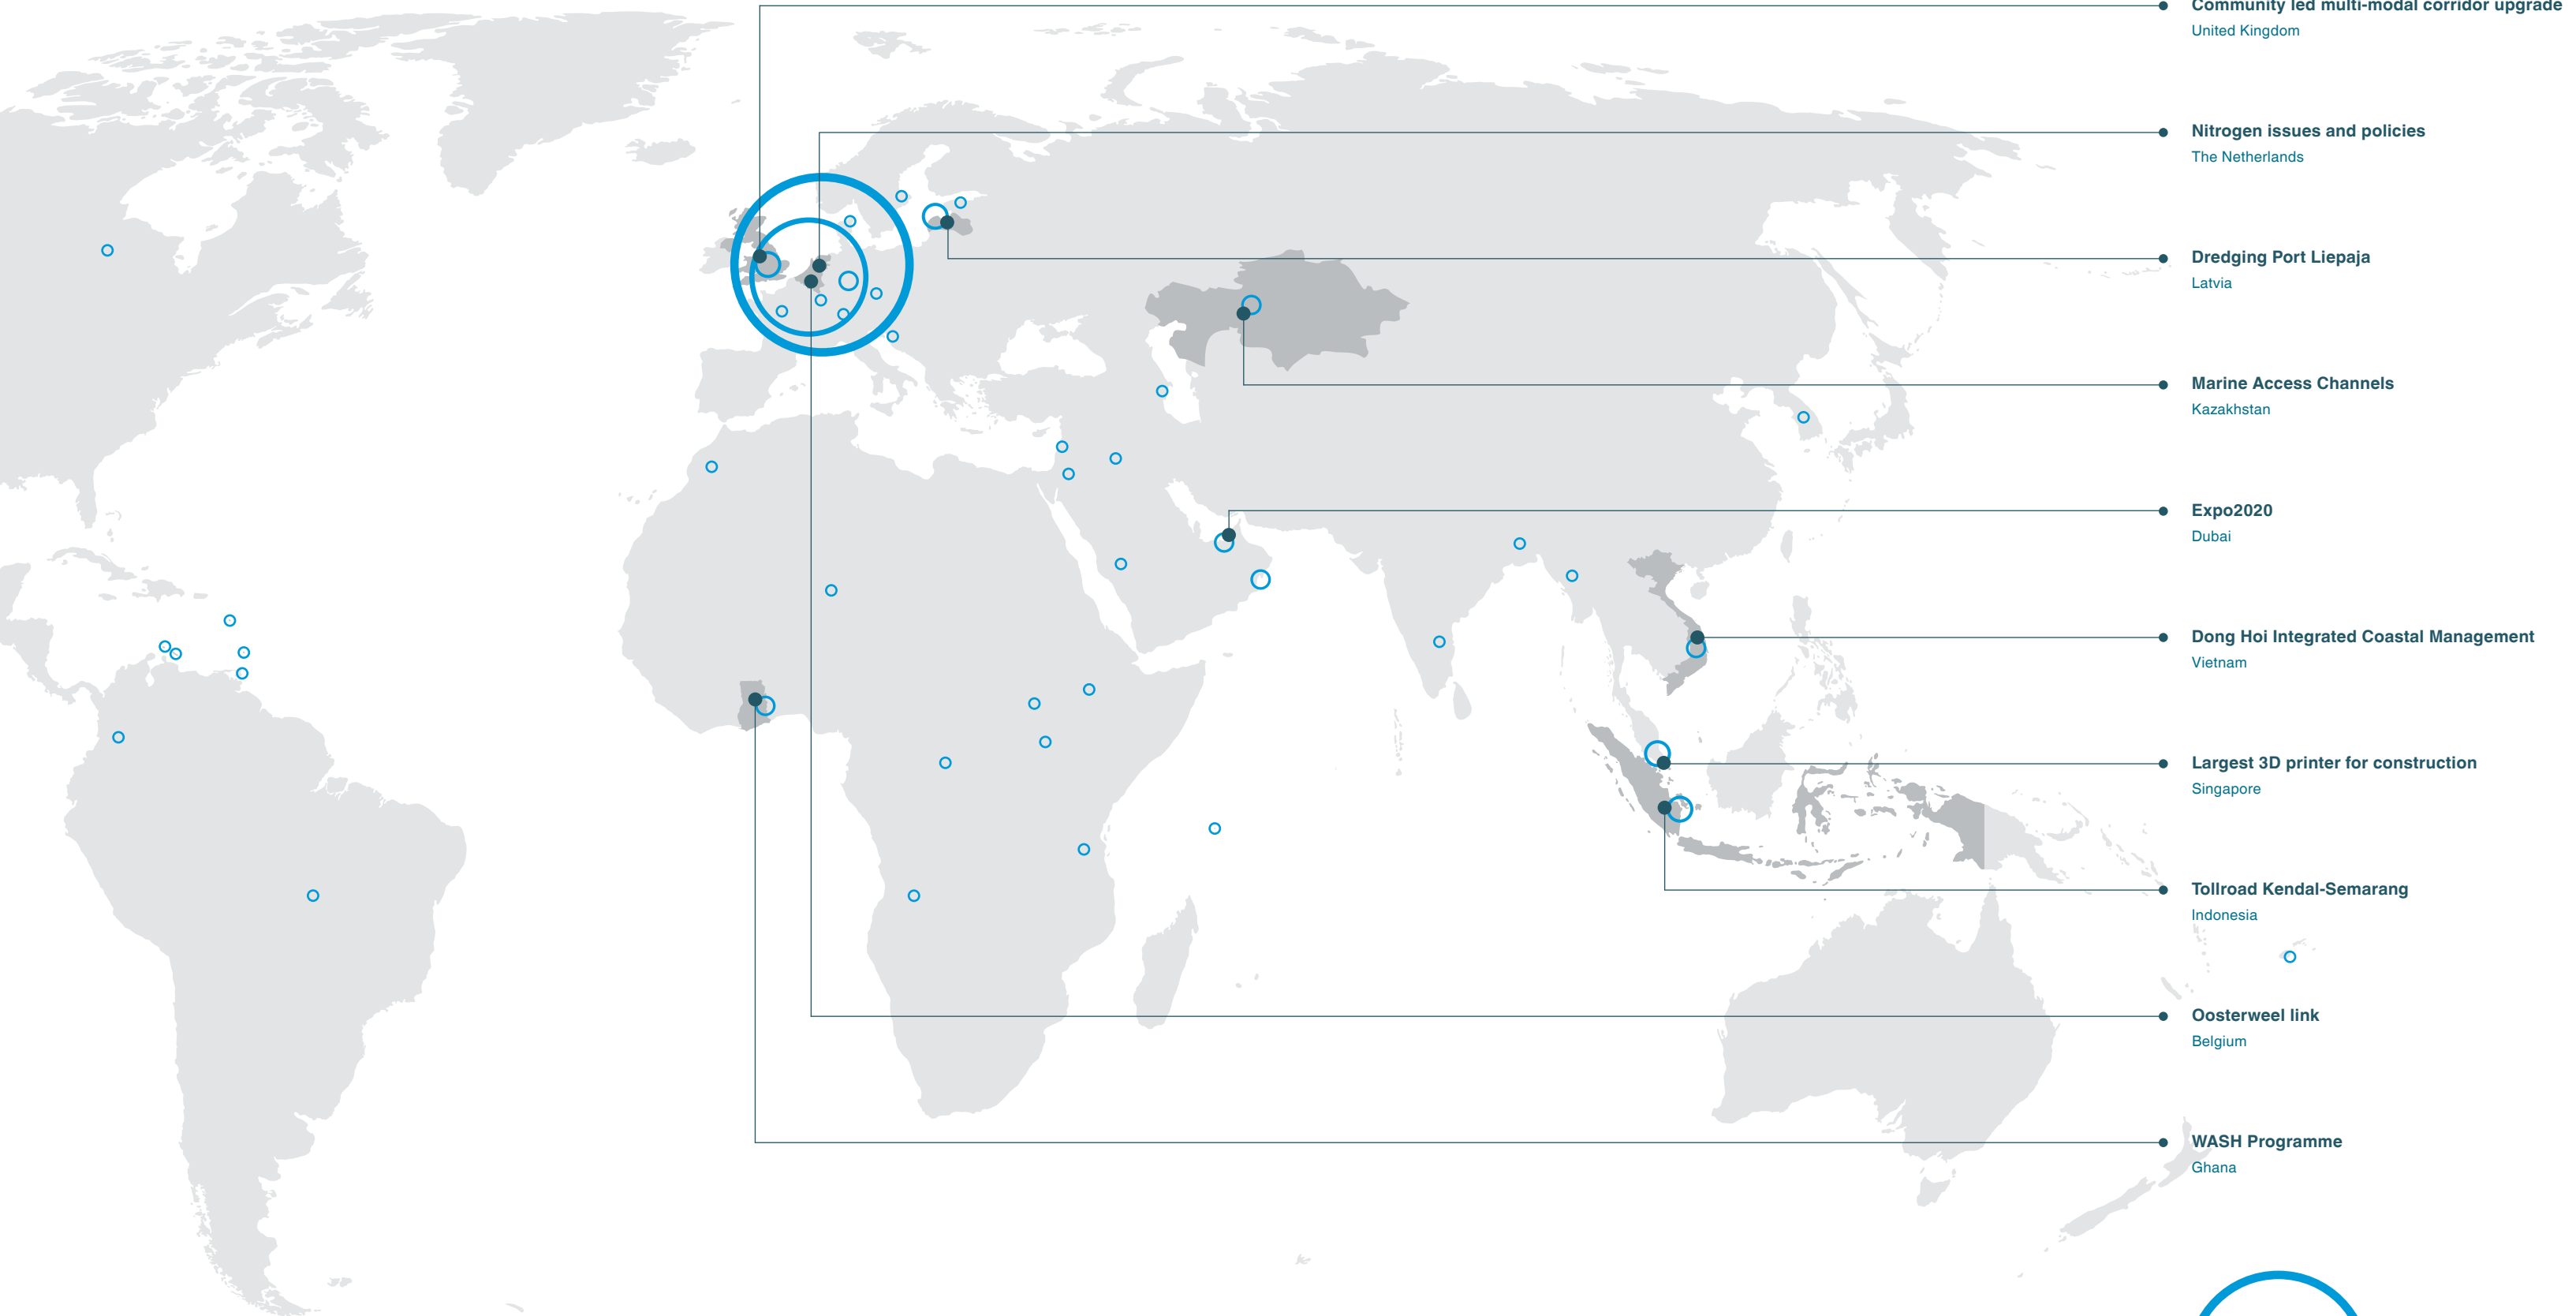 Community led multi-modal corridor upgrade
United Kingdom
Nitrogen issues and policies
The Netherlands
Dredging Port Liepaja
Latvia
Marine Access Channels
Kazakhstan
Expo2020
Dubai
Dong Hoi Integrated Coastal Management
Vietnam
Largest 3D printer for construction
Singapore
Tollroad Kendal-Semarang
Indonesia
Oosterweel link
Belgium
WASH Programme
Ghana